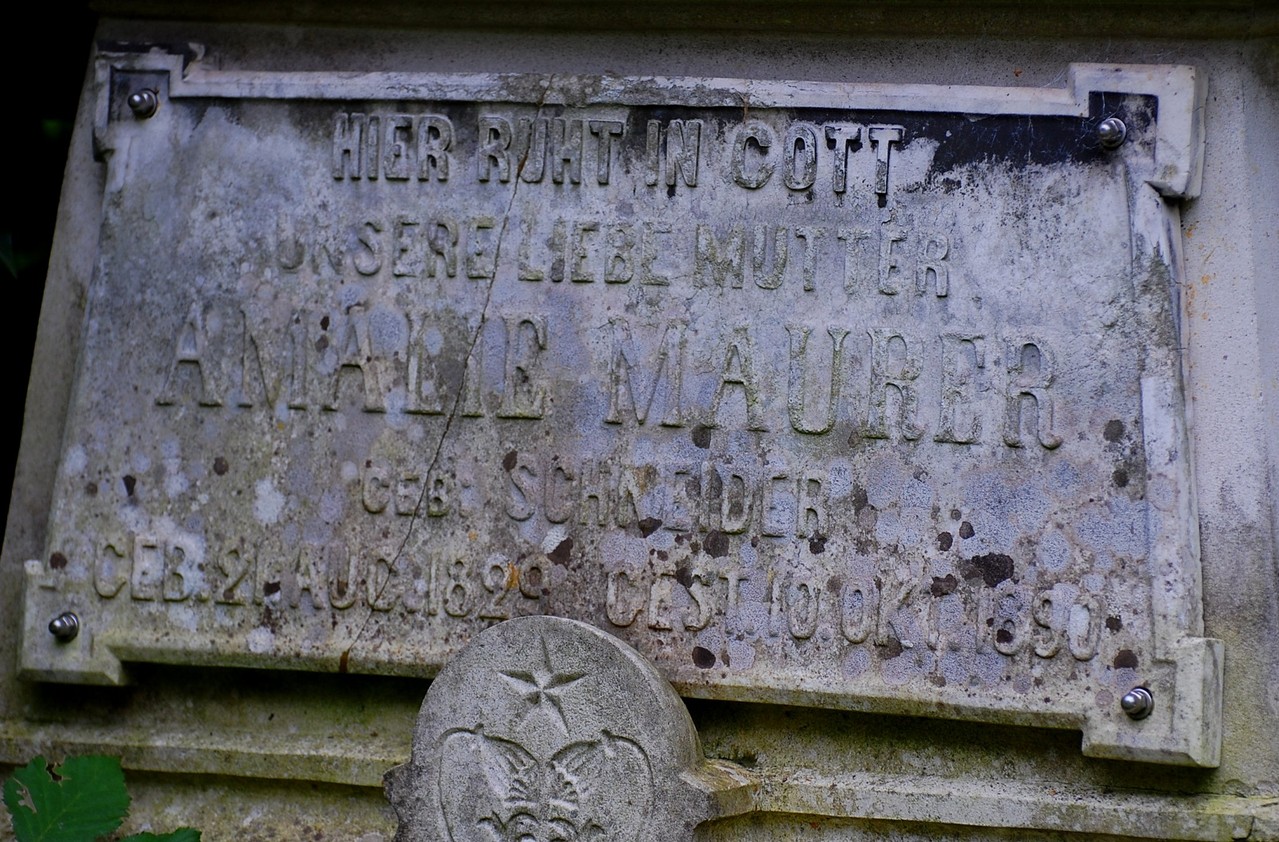 HIER RUHT IN GOTT
UNSERE LIEBE MUTTER
AMALIE MAURER
GEB: SCHNEIDER
GEB: 21. AUG. 1829 GEST. 10. OKT. 1890